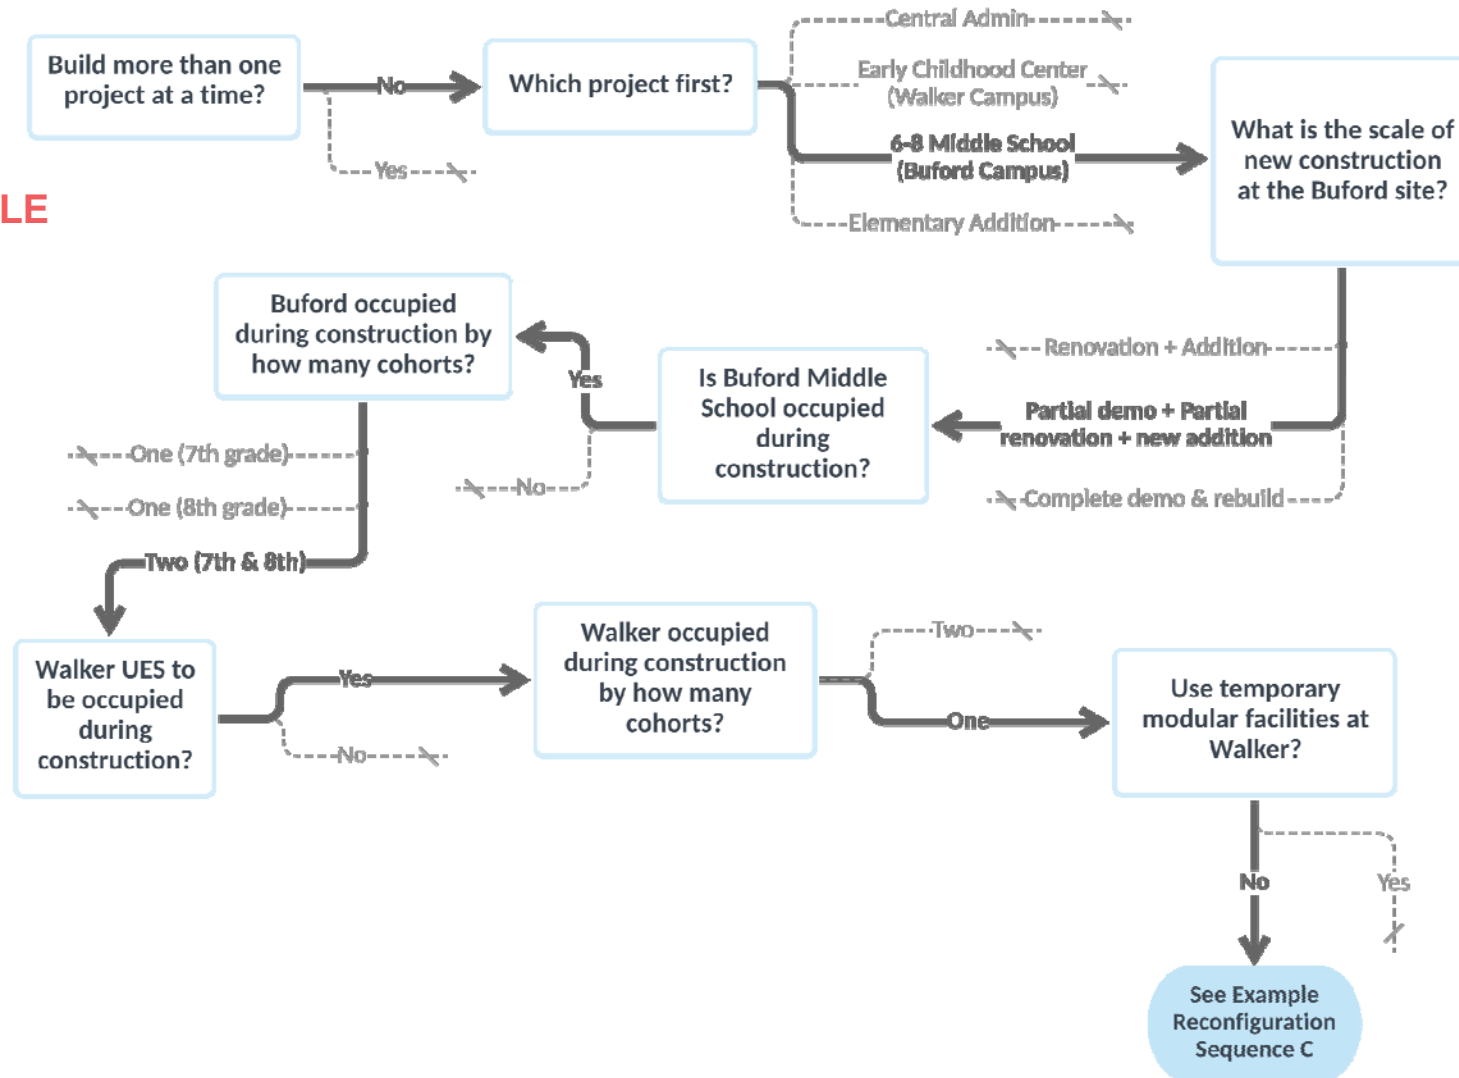 Build more than one
project at a time?
No
Yes
Which project first?
Central Admin
Early Childhood Center
(Walker Campus)
6-8 Middle School
(Buford Campus)
Elementary Addition
What is the scale of
new construction
at the Buford site?
LE
Renovation + Addition
Partial demo + Partial
renovation + new addition
Complete demo & rebuild
Is Buford Middle
School occupied
during
construction?
Yes
No
Buford occupied
during construction by
how many cohorts?
One (7th grade)
One (8th grade)
Two (7th & 8th)
Walker UES to
be occupied
during
construction?
Yes
No
Walker occupied
during construction
by how many
cohorts?
Two
One
Use temporary
modular facilities at
Walker?
No
Yes
See Example
Reconfiguration
Sequence C